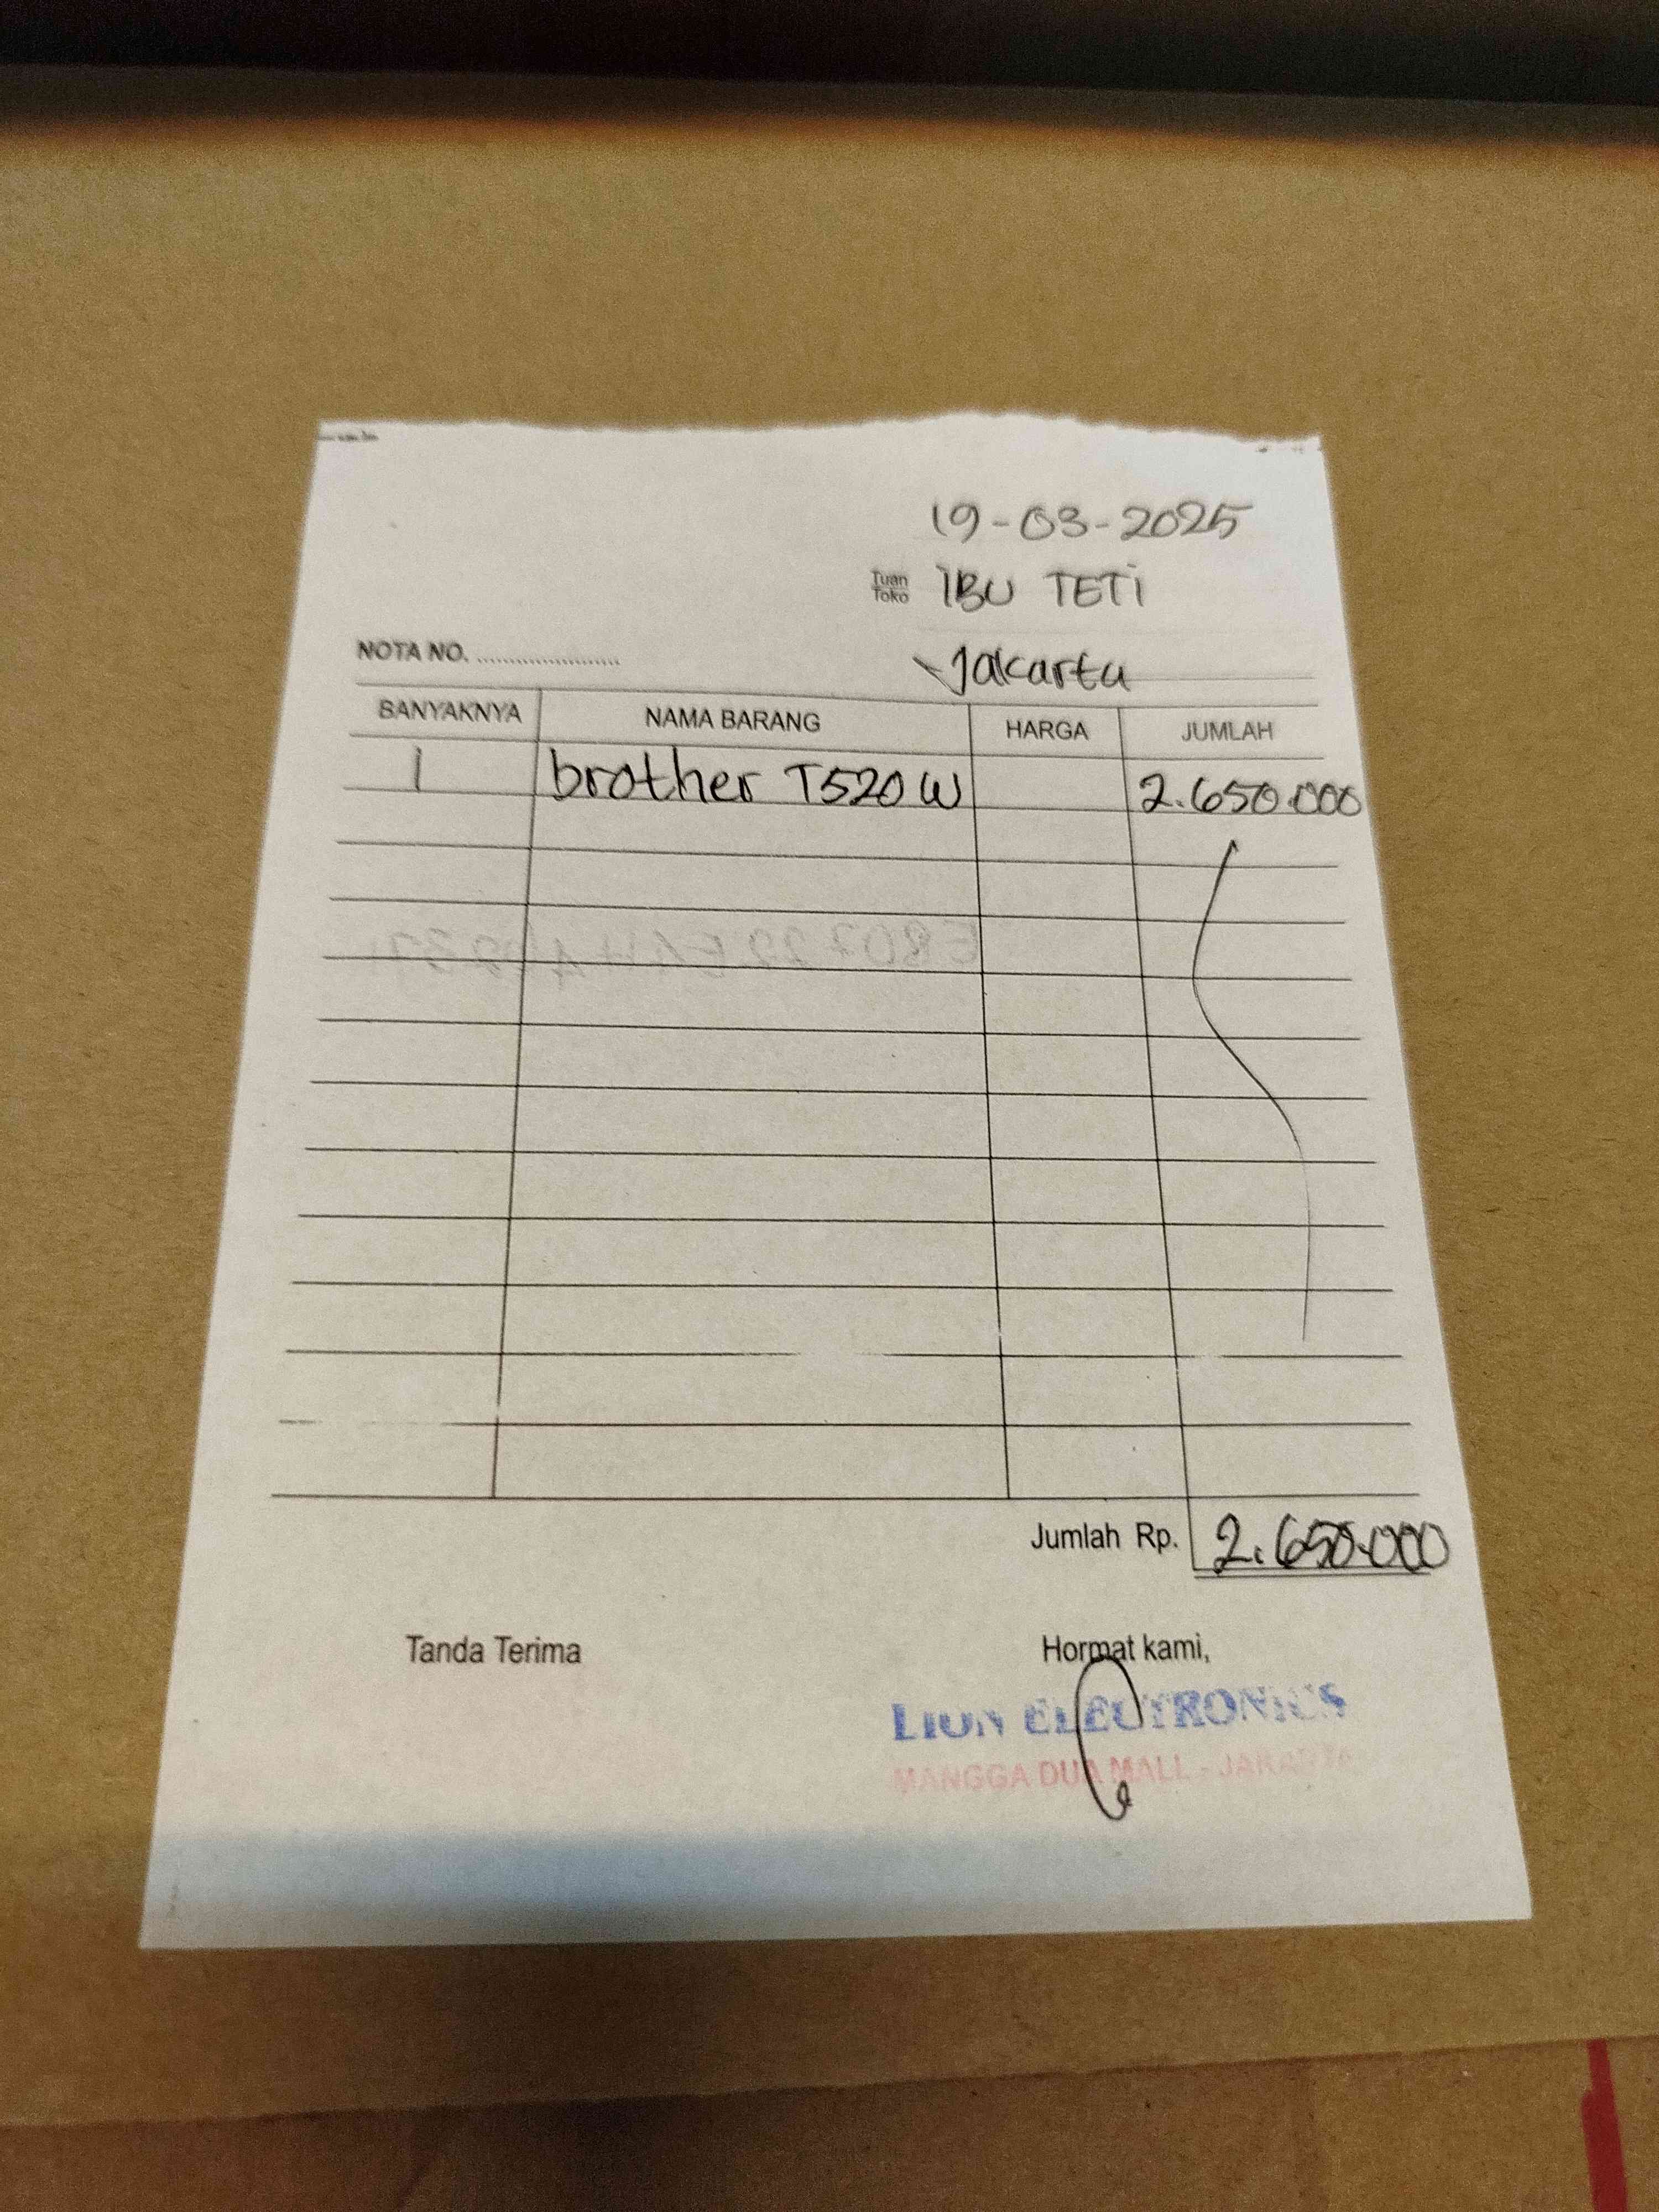 19-03-2025
Tuan
Toko
IBU TETI
NOTA NO. ......................
Jakarta
BANYAKNYA NAMA BARANG HARGA JUMLAH
1 brother T520W 2.650.000
Jumlah Rp. 2.650.000
Tanda Terima Hormat kami,
LION ELECTRONICS
MANGGA DUA MALL - JAKARTA